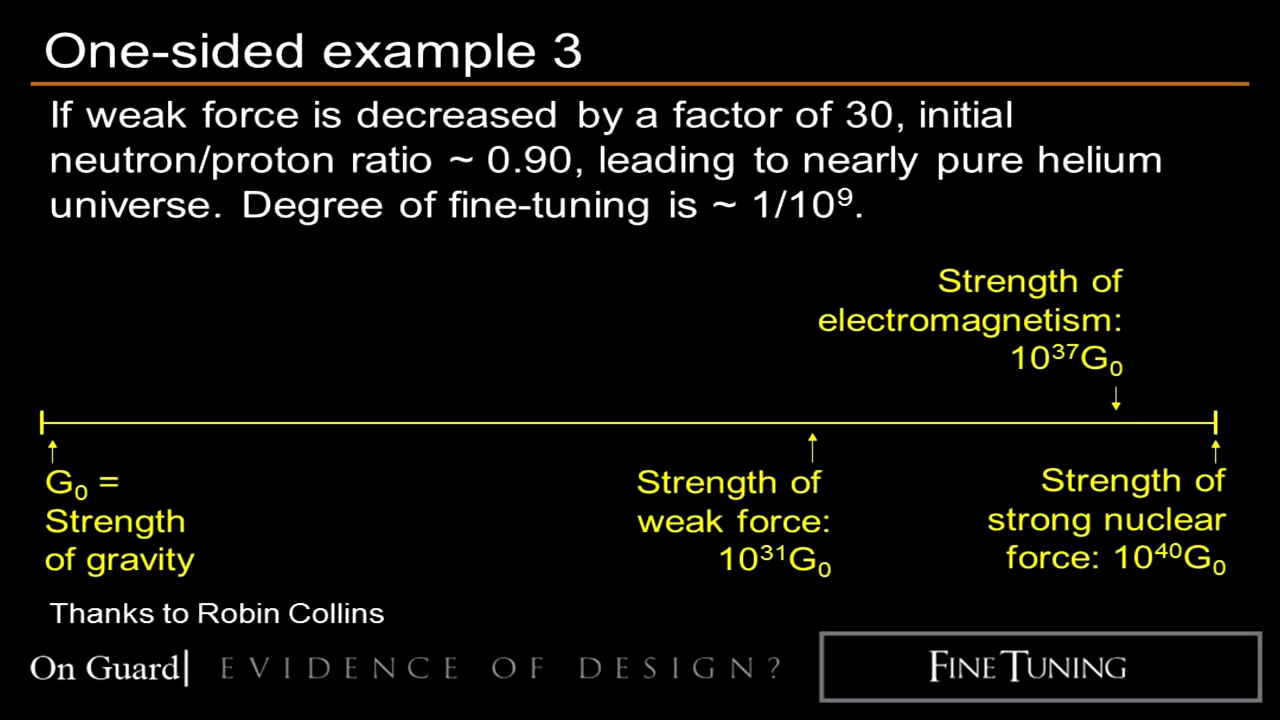 One-sided example 3
If weak force is decreased by a factor of 30, initial
neutron/proton ratio ~ 0.90, leading to nearly pure helium
universe. Degree of fine-tuning is ~ 1/10⁹.
Strength of
electromagnetism:
10³⁷G₀
G₀ =
Strength
of gravity
Strength of
weak force:
10³¹G₀
Strength of
strong nuclear
force: 10⁴⁰G₀
Thanks to Robin Collins
On Guard| EVIDENCE OF DESIGN?
FINE TUNING